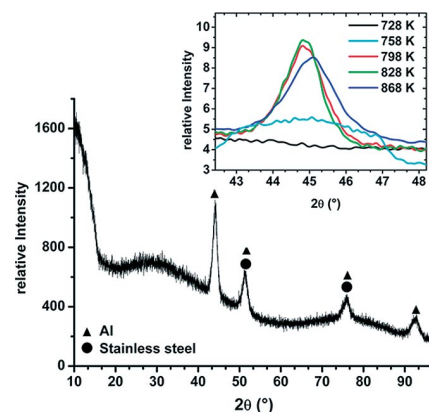 relative Intensity
10
9
8
7
6
5
4
3
43
44
45
46
47
48
2θ (°)
728 K
758 K
798 K
828 K
868 K
relative Intensity
1600
1200
800
400
0
10 20 30 40 50 60 70 80 90
2θ (°)
▲ Al
● Stainless steel